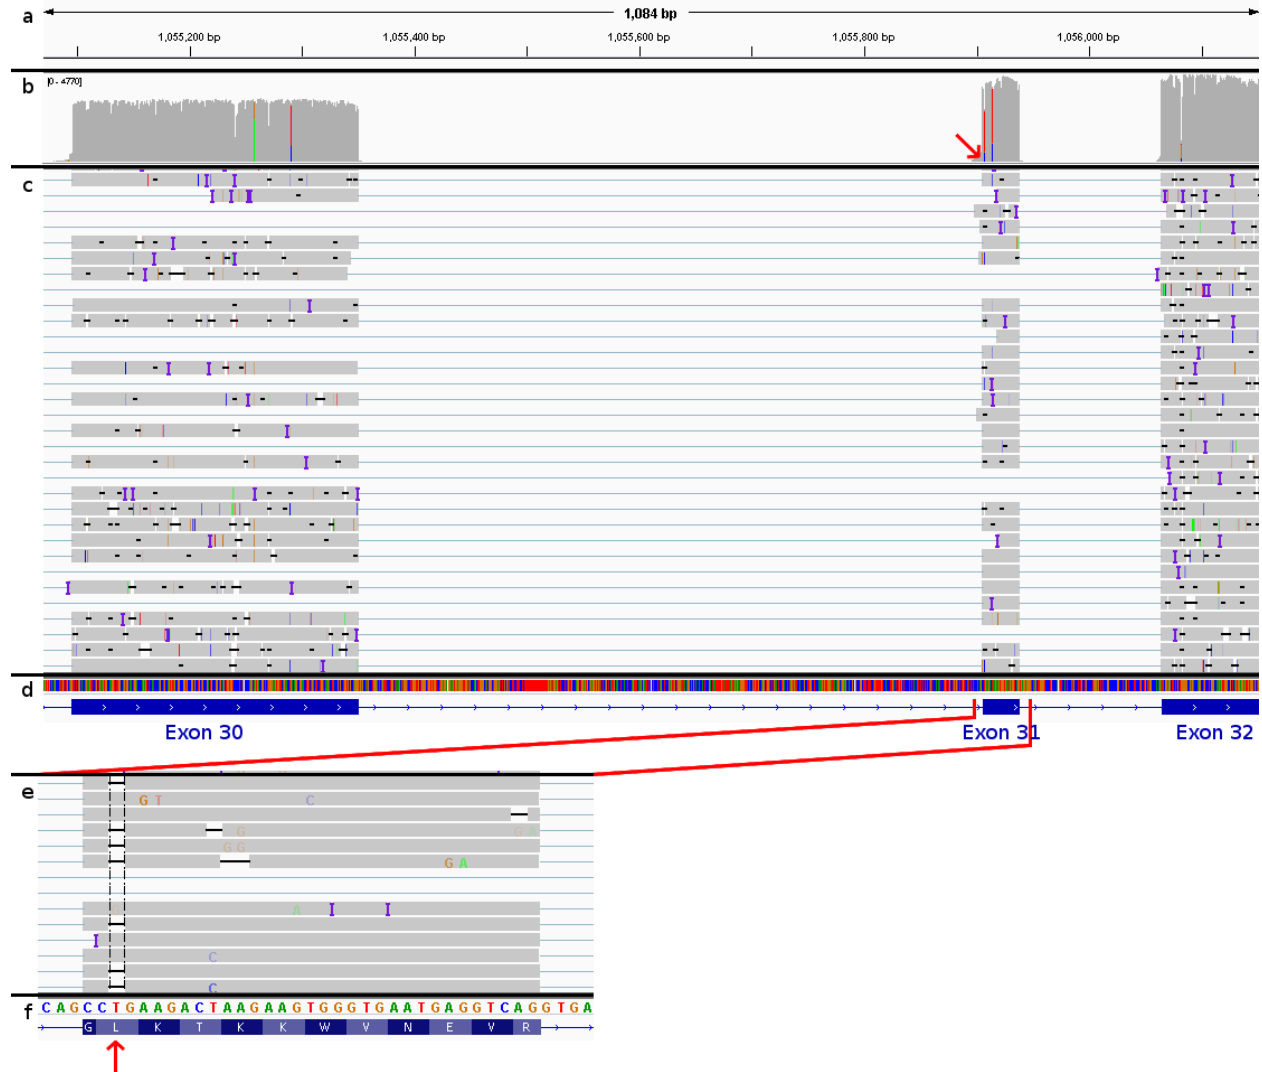 a
1,084 bp
1,055,200 bp 1,055,400 bp 1,055,600 bp 1,055,800 bp 1,056,000 bp
b
[0 - 4770]
c
d
Exon 30 Exon 31 Exon 32
e
G T C
G G A
G G
G A
A I I
I
C
C
f
C A G C C T G A A G A C T A A G A A G T G G G T G A A T G A G G T C A G G T G A
G L K T K K W V N E V R